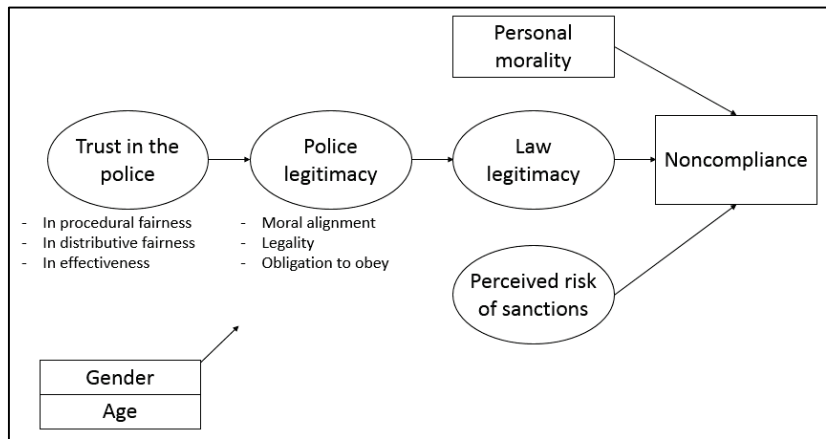 Personal
morality
Trust in the
police
Police
legitimacy
Law
legitimacy
Noncompliance
- In procedural fairness
- In distributive fairness
- In effectiveness
- Moral alignment
- Legality
- Obligation to obey
Perceived risk
of sanctions
Gender
Age